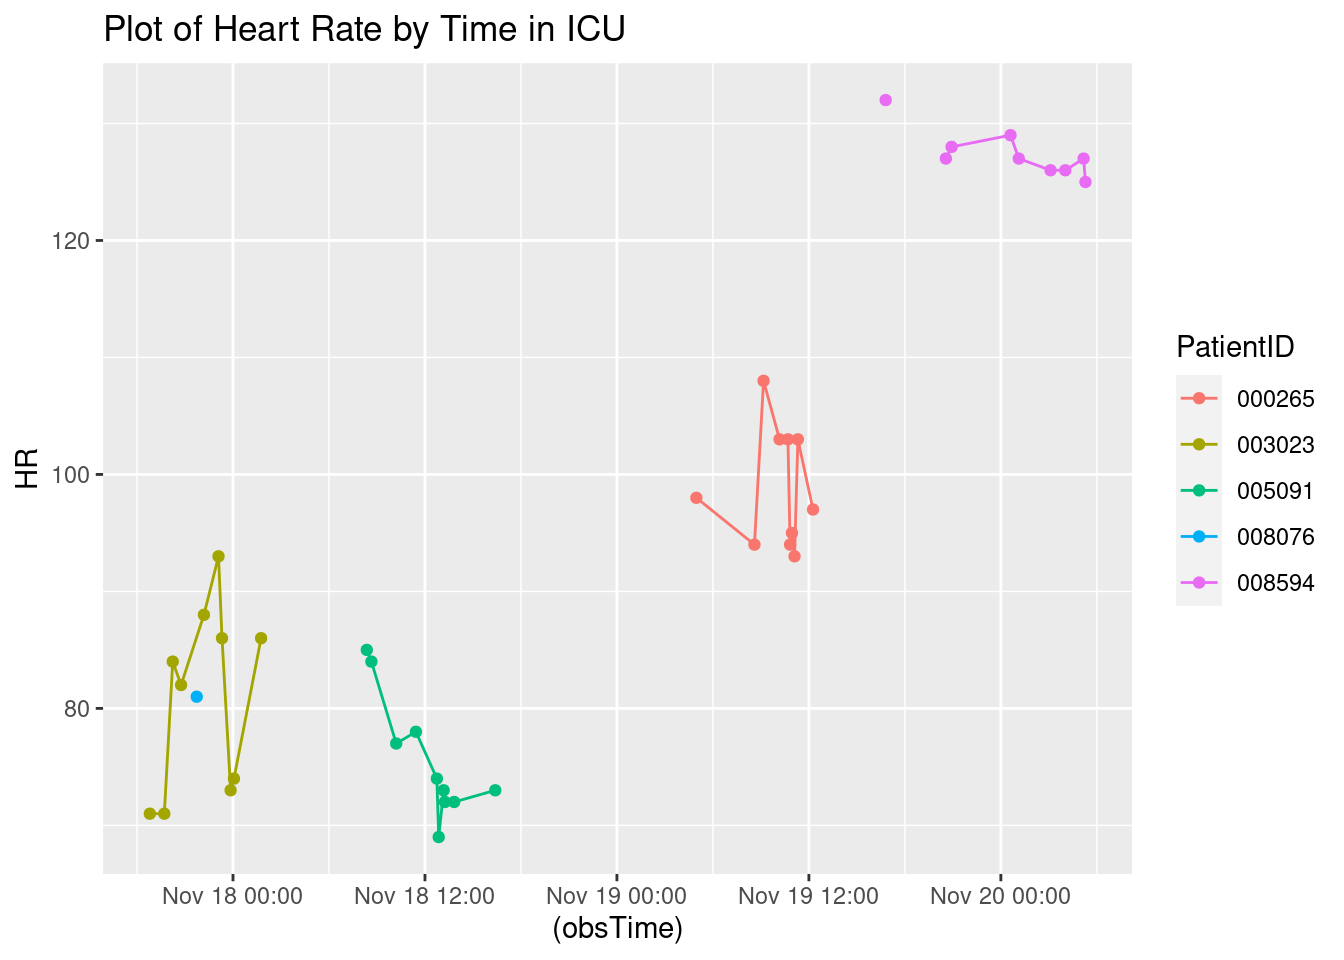 Plot of Heart Rate by Time in ICU
HR
120
100
80
Nov 18 00:00 Nov 18 12:00 Nov 19 00:00 Nov 19 12:00 Nov 20 00:00
(obsTime)
PatientID
000265
003023
005091
008076
008594